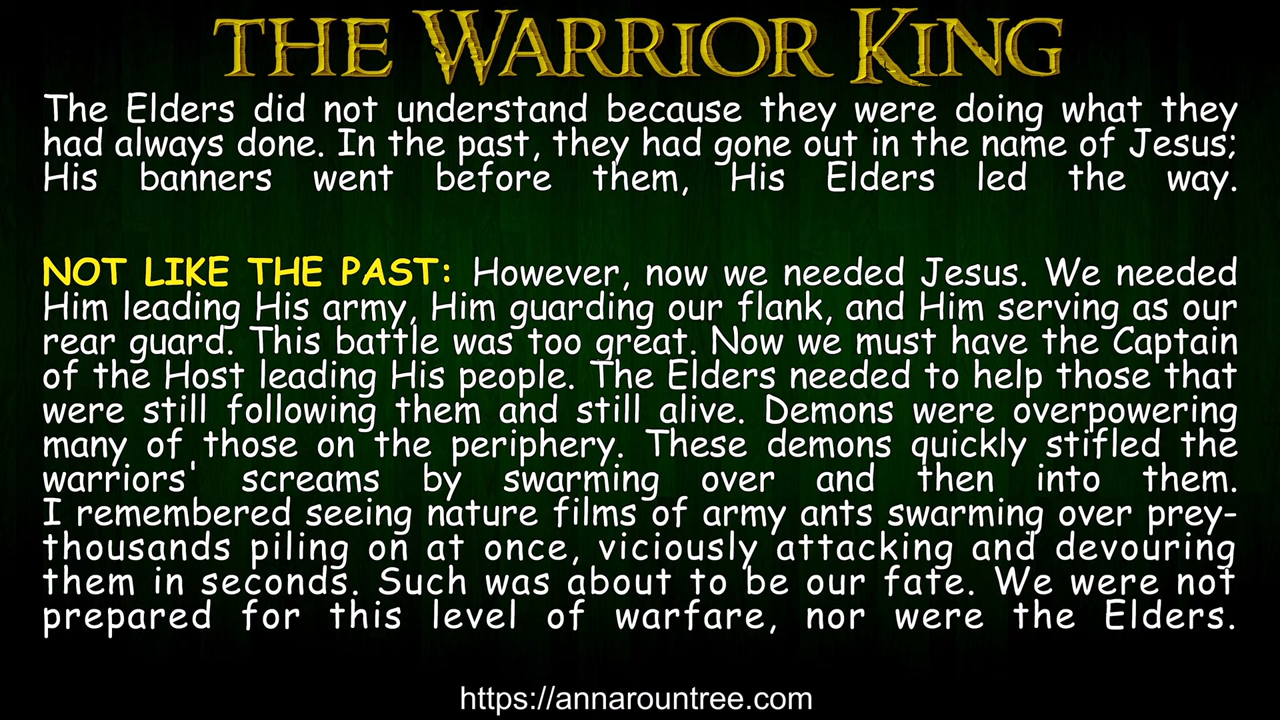 THE WARRIOR KING
The Elders did not understand because they were doing what they
had always done. In the past, they had gone out in the name of Jesus;
His banners went before them, His Elders led the way.
NOT LIKE THE PAST: However, now we needed Jesus. We needed
Him leading His army, Him guarding our flank, and Him serving as our
rear guard. This battle was too great. Now we must have the Captain
of the Host leading His people. The Elders needed to help those that
were still following them and still alive. Demons were overpowering
many of those on the periphery. These demons quickly stifled the
warriors' screams by swarming over and then into them.
I remembered seeing nature films of army ants swarming over prey-
thousands piling on at once, viciously attacking and devouring
them in seconds. Such was about to be our fate. We were not
prepared for this level of warfare, nor were the Elders.
https://annarountree.com